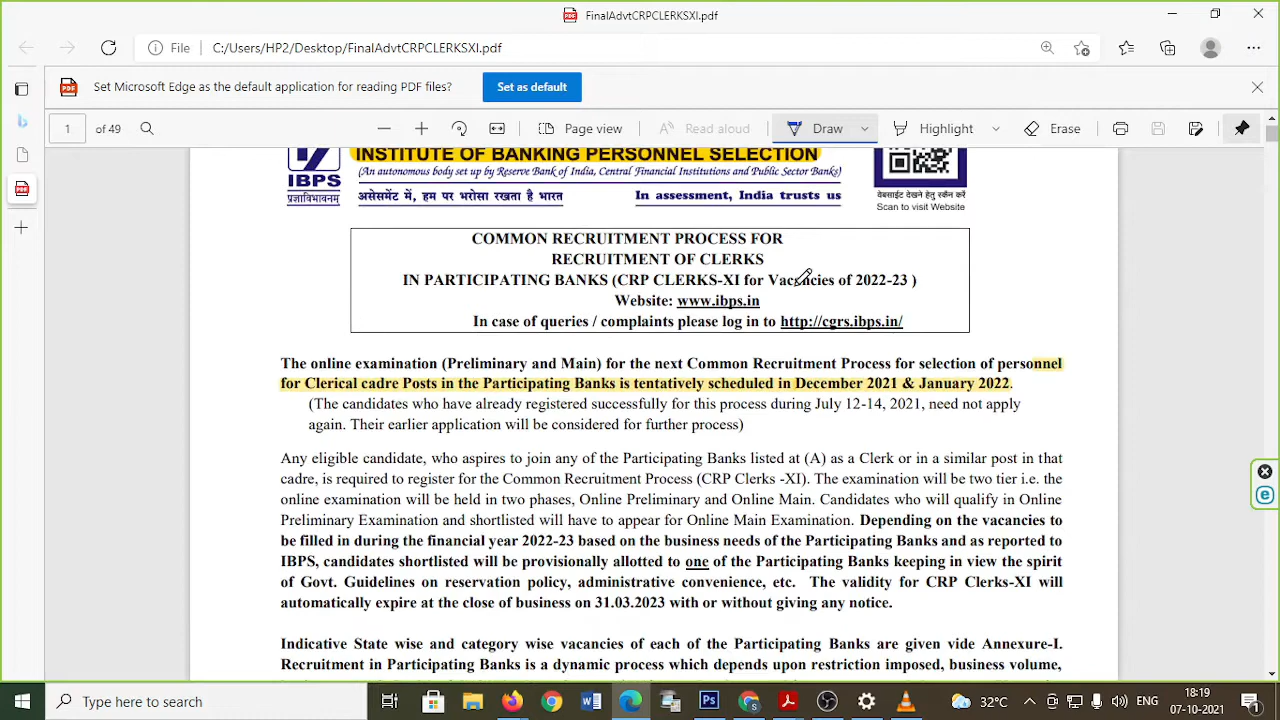 FinalAdvtCRPCLERKSXI.pdf
File C:/Users/HP2/Desktop/FinalAdvtCRPCLERKSXI.pdf
Set Microsoft Edge as the default application for reading PDF files? Set as default
1 of 49 Page view Read aloud Draw Highlight Erase
INSTITUTE OF BANKING PERSONNEL SELECTION
(An autonomous body set up by Reserve Bank of India, Central Financial Institutions and Public Sector Banks)
IBPS
प्रज्ञाविभावनम् असेसमेंट में, हम पर भरोसा रखता है भारत In assessment, India trusts us
वेबसाईट देखने हेतु स्कॅन करें
Scan to visit Website
COMMON RECRUITMENT PROCESS FOR
RECRUITMENT OF CLERKS
IN PARTICIPATING BANKS (CRP CLERKS-XI for Vacancies of 2022-23 )
Website: www.ibps.in
In case of queries / complaints please log in to http://cgrs.ibps.in/
The online examination (Preliminary and Main) for the next Common Recruitment Process for selection of personnel
for Clerical cadre Posts in the Participating Banks is tentatively scheduled in December 2021 & January 2022.
(The candidates who have already registered successfully for this process during July 12-14, 2021, need not apply
again. Their earlier application will be considered for further process)
Any eligible candidate, who aspires to join any of the Participating Banks listed at (A) as a Clerk or in a similar post in that
cadre, is required to register for the Common Recruitment Process (CRP Clerks -XI). The examination will be two tier i.e. the
online examination will be held in two phases, Online Preliminary and Online Main. Candidates who will qualify in Online
Preliminary Examination and shortlisted will have to appear for Online Main Examination. Depending on the vacancies to
be filled in during the financial year 2022-23 based on the business needs of the Participating Banks and as reported to
IBPS, candidates shortlisted will be provisionally allotted to one of the Participating Banks keeping in view the spirit
of Govt. Guidelines on reservation policy, administrative convenience, etc. The validity for CRP Clerks-XI will
automatically expire at the close of business on 31.03.2023 with or without giving any notice.
Indicative State wise and category wise vacancies of each of the Participating Banks are given vide Annexure-I.
Recruitment in Participating Banks is a dynamic process which depends upon restriction imposed, business volume,
Type here to search 32°C ENG 18:19
07-10-2021